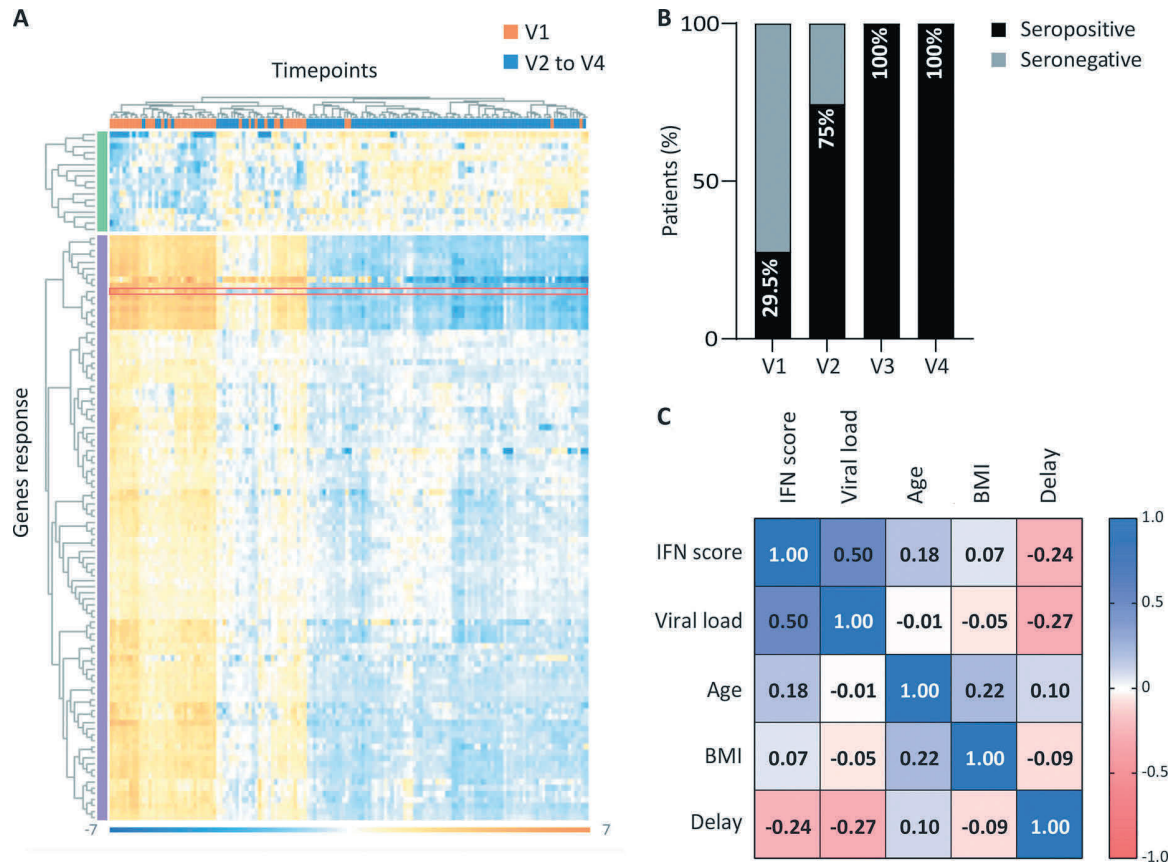 A
V1
V2 to V4
Timepoints
Genes response
-7
7
B
Seropositive
Seronegative
Patients (%)
100
50
0
29.5%
75%
100%
100%
V1
V2
V3
V4
C
IFN score
Viral load
Age
BMI
Delay
IFN score
1.00
0.50
0.18
0.07
-0.24
Viral load
0.50
1.00
-0.01
-0.05
-0.27
Age
0.18
-0.01
1.00
0.22
0.10
BMI
0.07
-0.05
0.22
1.00
-0.09
Delay
-0.24
-0.27
0.10
-0.09
1.00
1.0
0.5
0
-0.5
-1.0